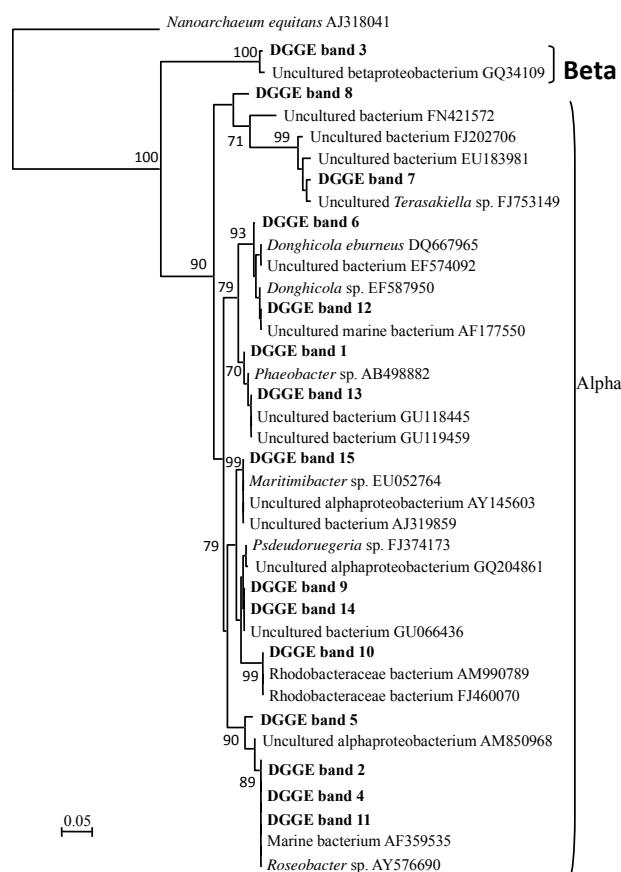 Nanoarchaeum equitans AJ318041
100 DGGE band 3
Uncultured betaproteobacterium GQ34109
Beta
DGGE band 8
Uncultured bacterium FN421572
71 99 Uncultured bacterium FJ202706
Uncultured bacterium EU183981
100
DGGE band 7
Uncultured Terasakiella sp. FJ753149
DGGE band 6
93
Donghicola eburneus DQ667965
90 Uncultured bacterium EF574092
79 Donghicola sp. EF587950
DGGE band 12
Uncultured marine bacterium AF177550
DGGE band 1
70 Phaeobacter sp. AB498882
Alpha
DGGE band 13
Uncultured bacterium GU118445
Uncultured bacterium GU119459
99 DGGE band 15
Maritimibacter sp. EU052764
Uncultured alphaproteobacterium AY145603
Uncultured bacterium AJ319859
79 Psdeudoruegeria sp. FJ374173
Uncultured alphaproteobacterium GQ204861
DGGE band 9
DGGE band 14
Uncultured bacterium GU066436
DGGE band 10
99 Rhodobacteraceae bacterium AM990789
Rhodobacteraceae bacterium FJ460070
DGGE band 5
90 Uncultured alphaproteobacterium AM850968
DGGE band 2
89
DGGE band 4
DGGE band 11
0.05
Marine bacterium AF359535
Roseobacter sp. AY576690